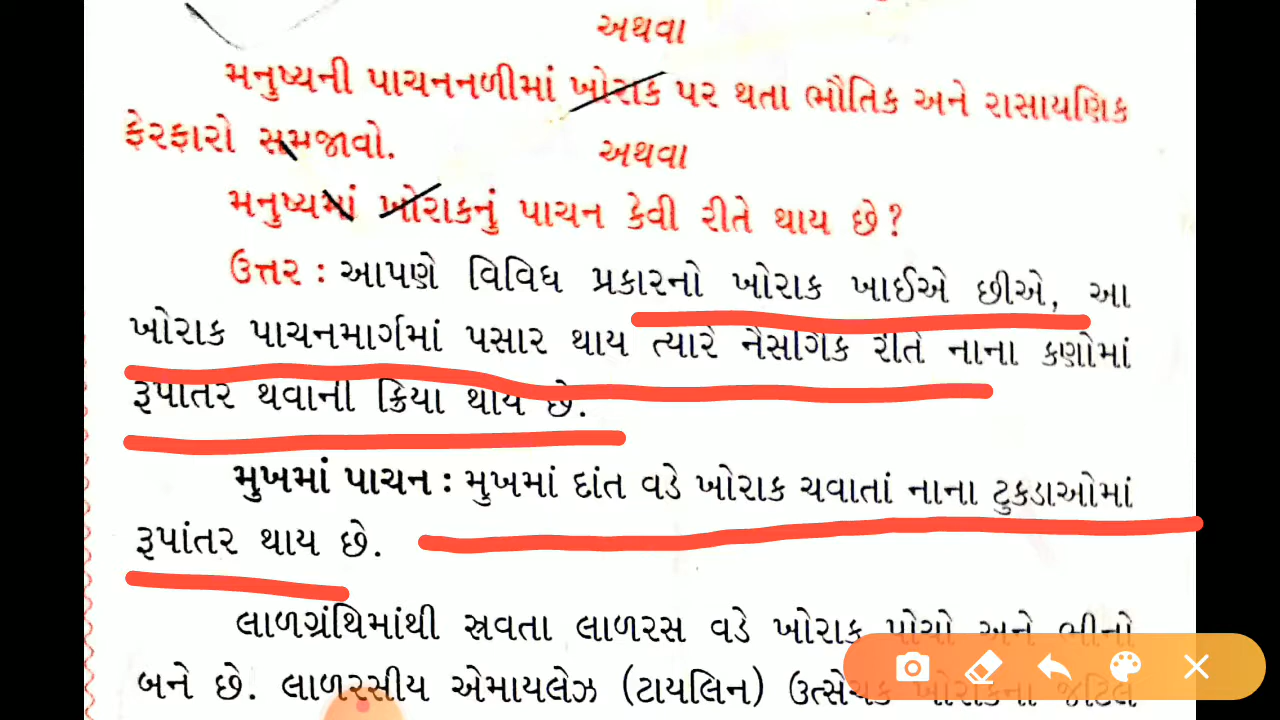 અથવા
મનુષ્યની પાચનનળીમાં ખોરાક પર થતા ભૌતિક અને રાસાયણિક
ફેરફારો સમજાવો.
અથવા
મનુષ્યમાં ખોરાકનું પાચન કેવી રીતે થાય છે?
ઉત્તર : આપણે વિવિધ પ્રકારનો ખોરાક ખાઈએ છીએ, આ
ખોરાક પાચનમાર્ગમાં પસાર થાય ત્યારે નૈસર્ગિક રીતે નાના કણોમાં
રૂપાંતર થવાની ક્રિયા થાય છે.
મુખમાં પાચન : મુખમાં દાંત વડે ખોરાક ચવાતાં નાના ટુકડાઓમાં
રૂપાંતર થાય છે.
લાળગ્રંથિમાંથી સ્રવતા લાળરસ વડે ખોરાક પોચો અને ભીનો
બને છે. લાળરસીય એમાયલેઝ (ટાયલિન) ઉત્સેચક ખોરાકના જટિલ